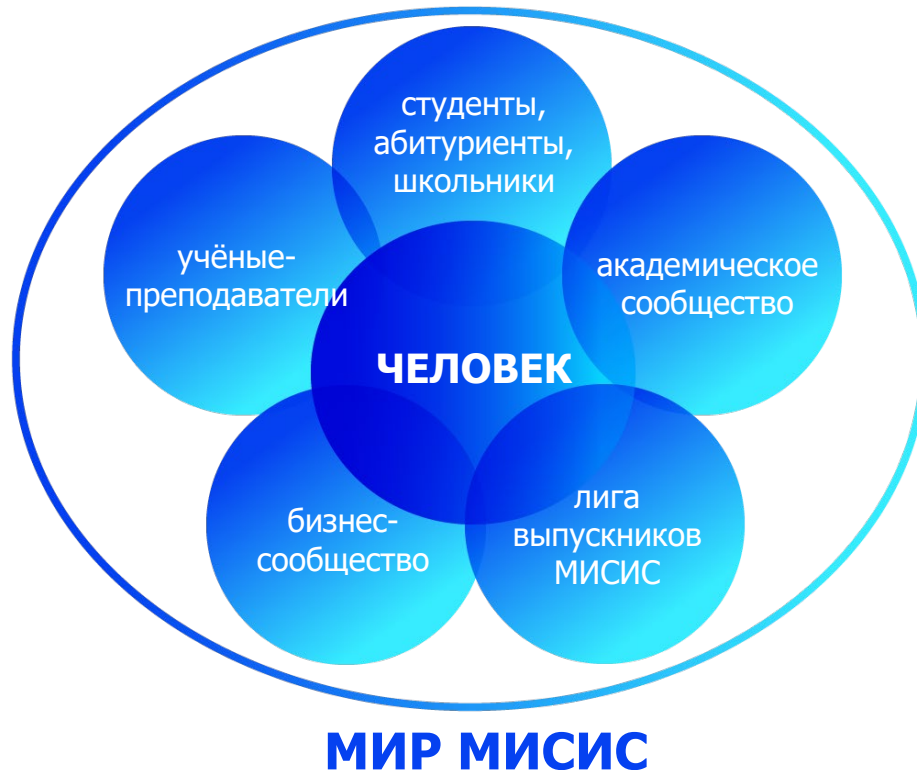 студенты,
абитуриенты,
школьники
учёные-
преподаватели
академическое
сообщество
ЧЕЛОВЕК
бизнес-
сообщество
лига
выпускников
МИСИС
МИР МИСИС